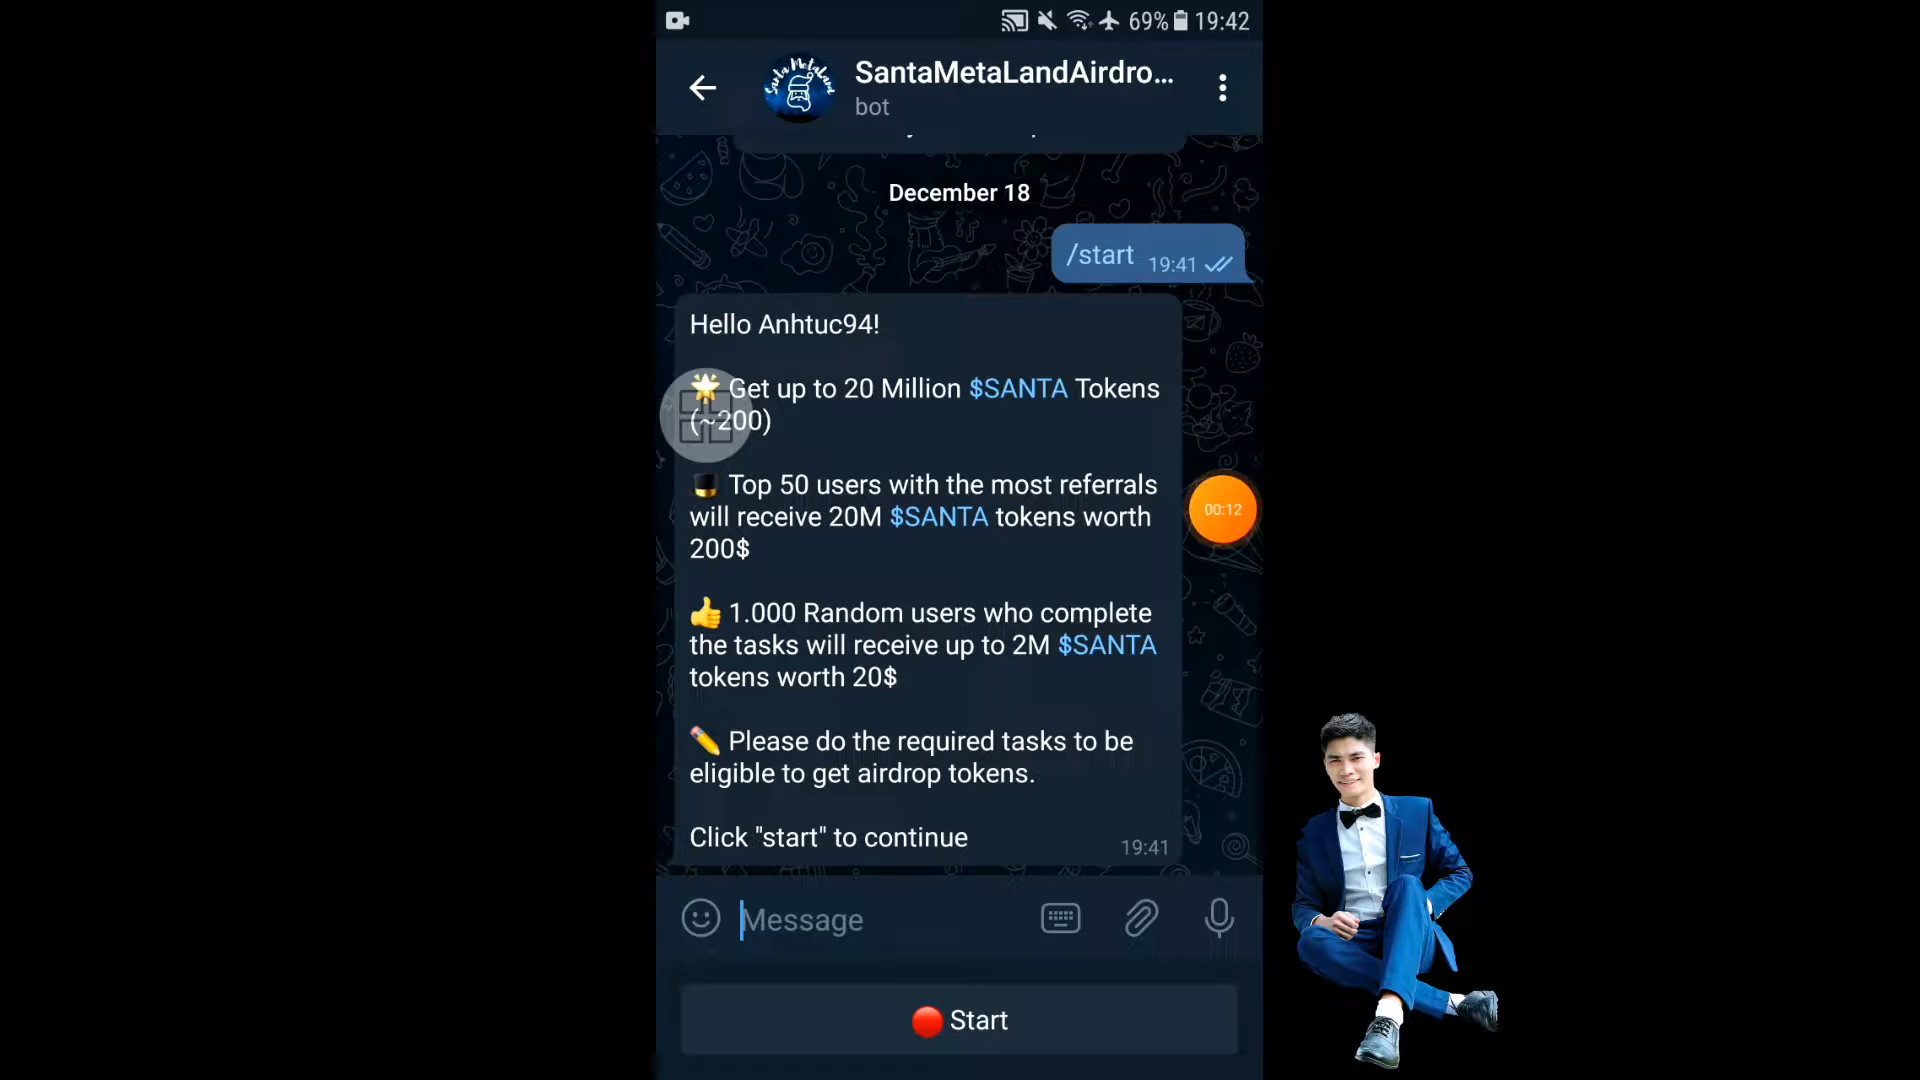 69% 19:42
Santa MetaLand
SantaMetaLandAirdro...
bot
December 18
/start 19:41
Hello Anhtuc94!
🌟 Get up to 20 Million $SANTA Tokens
(~200)
🎩 Top 50 users with the most referrals
will receive 20M $SANTA tokens worth
200$
👍 1.000 Random users who complete
the tasks will receive up to 2M $SANTA
tokens worth 20$
✏️ Please do the required tasks to be
eligible to get airdrop tokens.
Click "start" to continue
19:41
00:12
Message
🔴 Start